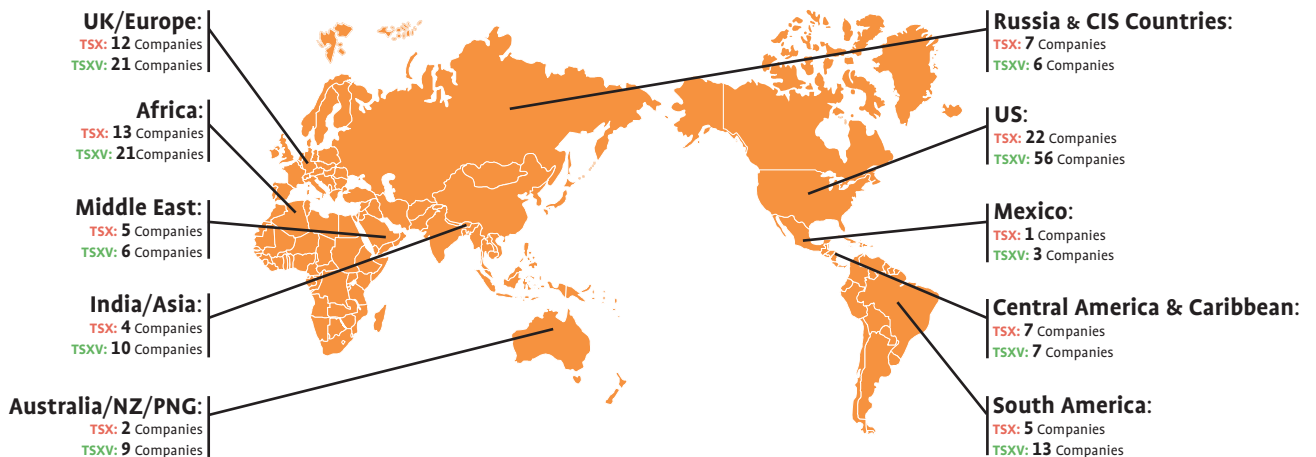 UK/Europe:
TSX: 12 Companies
TSXV: 21 Companies
Africa:
TSX: 13 Companies
TSXV: 21Companies
Middle East:
TSX: 5 Companies
TSXV: 6 Companies
India/Asia:
TSX: 4 Companies
TSXV: 10 Companies
Australia/NZ/PNG:
TSX: 2 Companies
TSXV: 9 Companies
Russia & CIS Countries:
TSX: 7 Companies
TSXV: 6 Companies
US:
TSX: 22 Companies
TSXV: 56 Companies
Mexico:
TSX: 1 Companies
TSXV: 3 Companies
Central America & Caribbean:
TSX: 7 Companies
TSXV: 7 Companies
South America:
TSX: 5 Companies
TSXV: 13 Companies